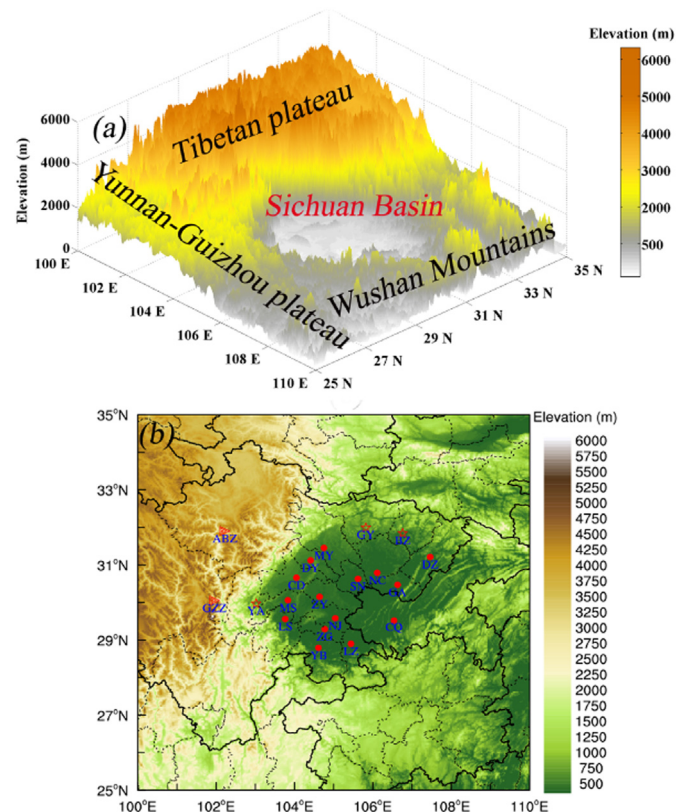 Elevation (m)
6000
5000
4000
3000
2000
500
(a)
Tibetan plateau
Yunnan-Guizhou plateau
Sichuan Basin
Wushan Mountains
Elevation (m)
6000
4000
2000
0
100 E
102 E
104 E
106 E
108 E
110 E
25 N
27 N
29 N
31 N
33 N
35 N
(b)
35°N
33°N
31°N
29°N
27°N
25°N
100°E
102°E
104°E
106°E
108°E
110°E
ABZ
GZZ
YA
GY
BZ
MY
DY
CD
MS
LS
ZY
SN
NC
GA
DZ
NJ
ZG
YB
LZ
CQ
Elevation (m)
6000
5750
5500
5250
5000
4750
4500
4250
4000
3750
3500
3250
3000
2750
2500
2250
2000
1750
1500
1250
1000
750
500